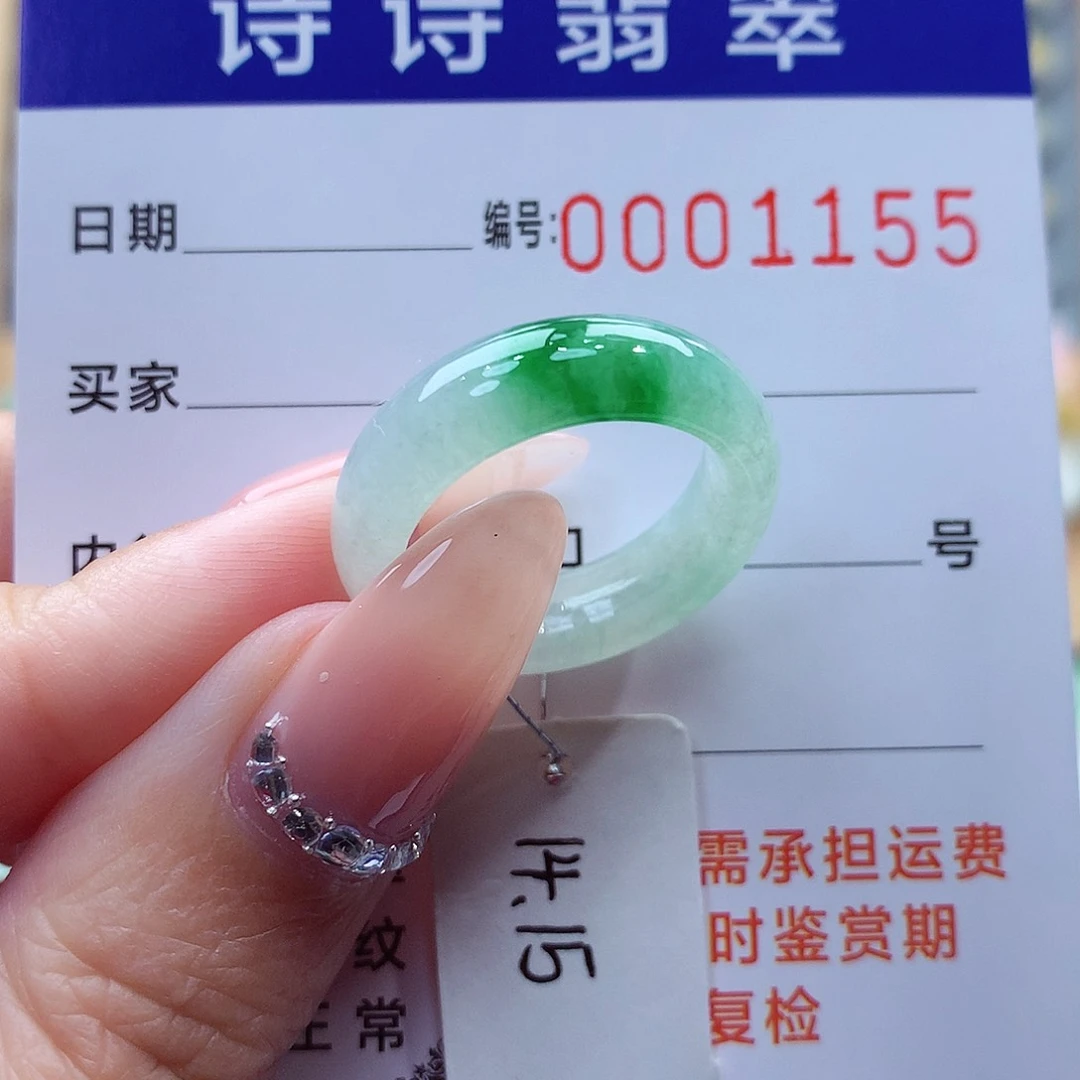 诗诗翡翠
日期 编号:0001155
买家
号
14.15
需承担运费
纹 时鉴赏期
正常 复检